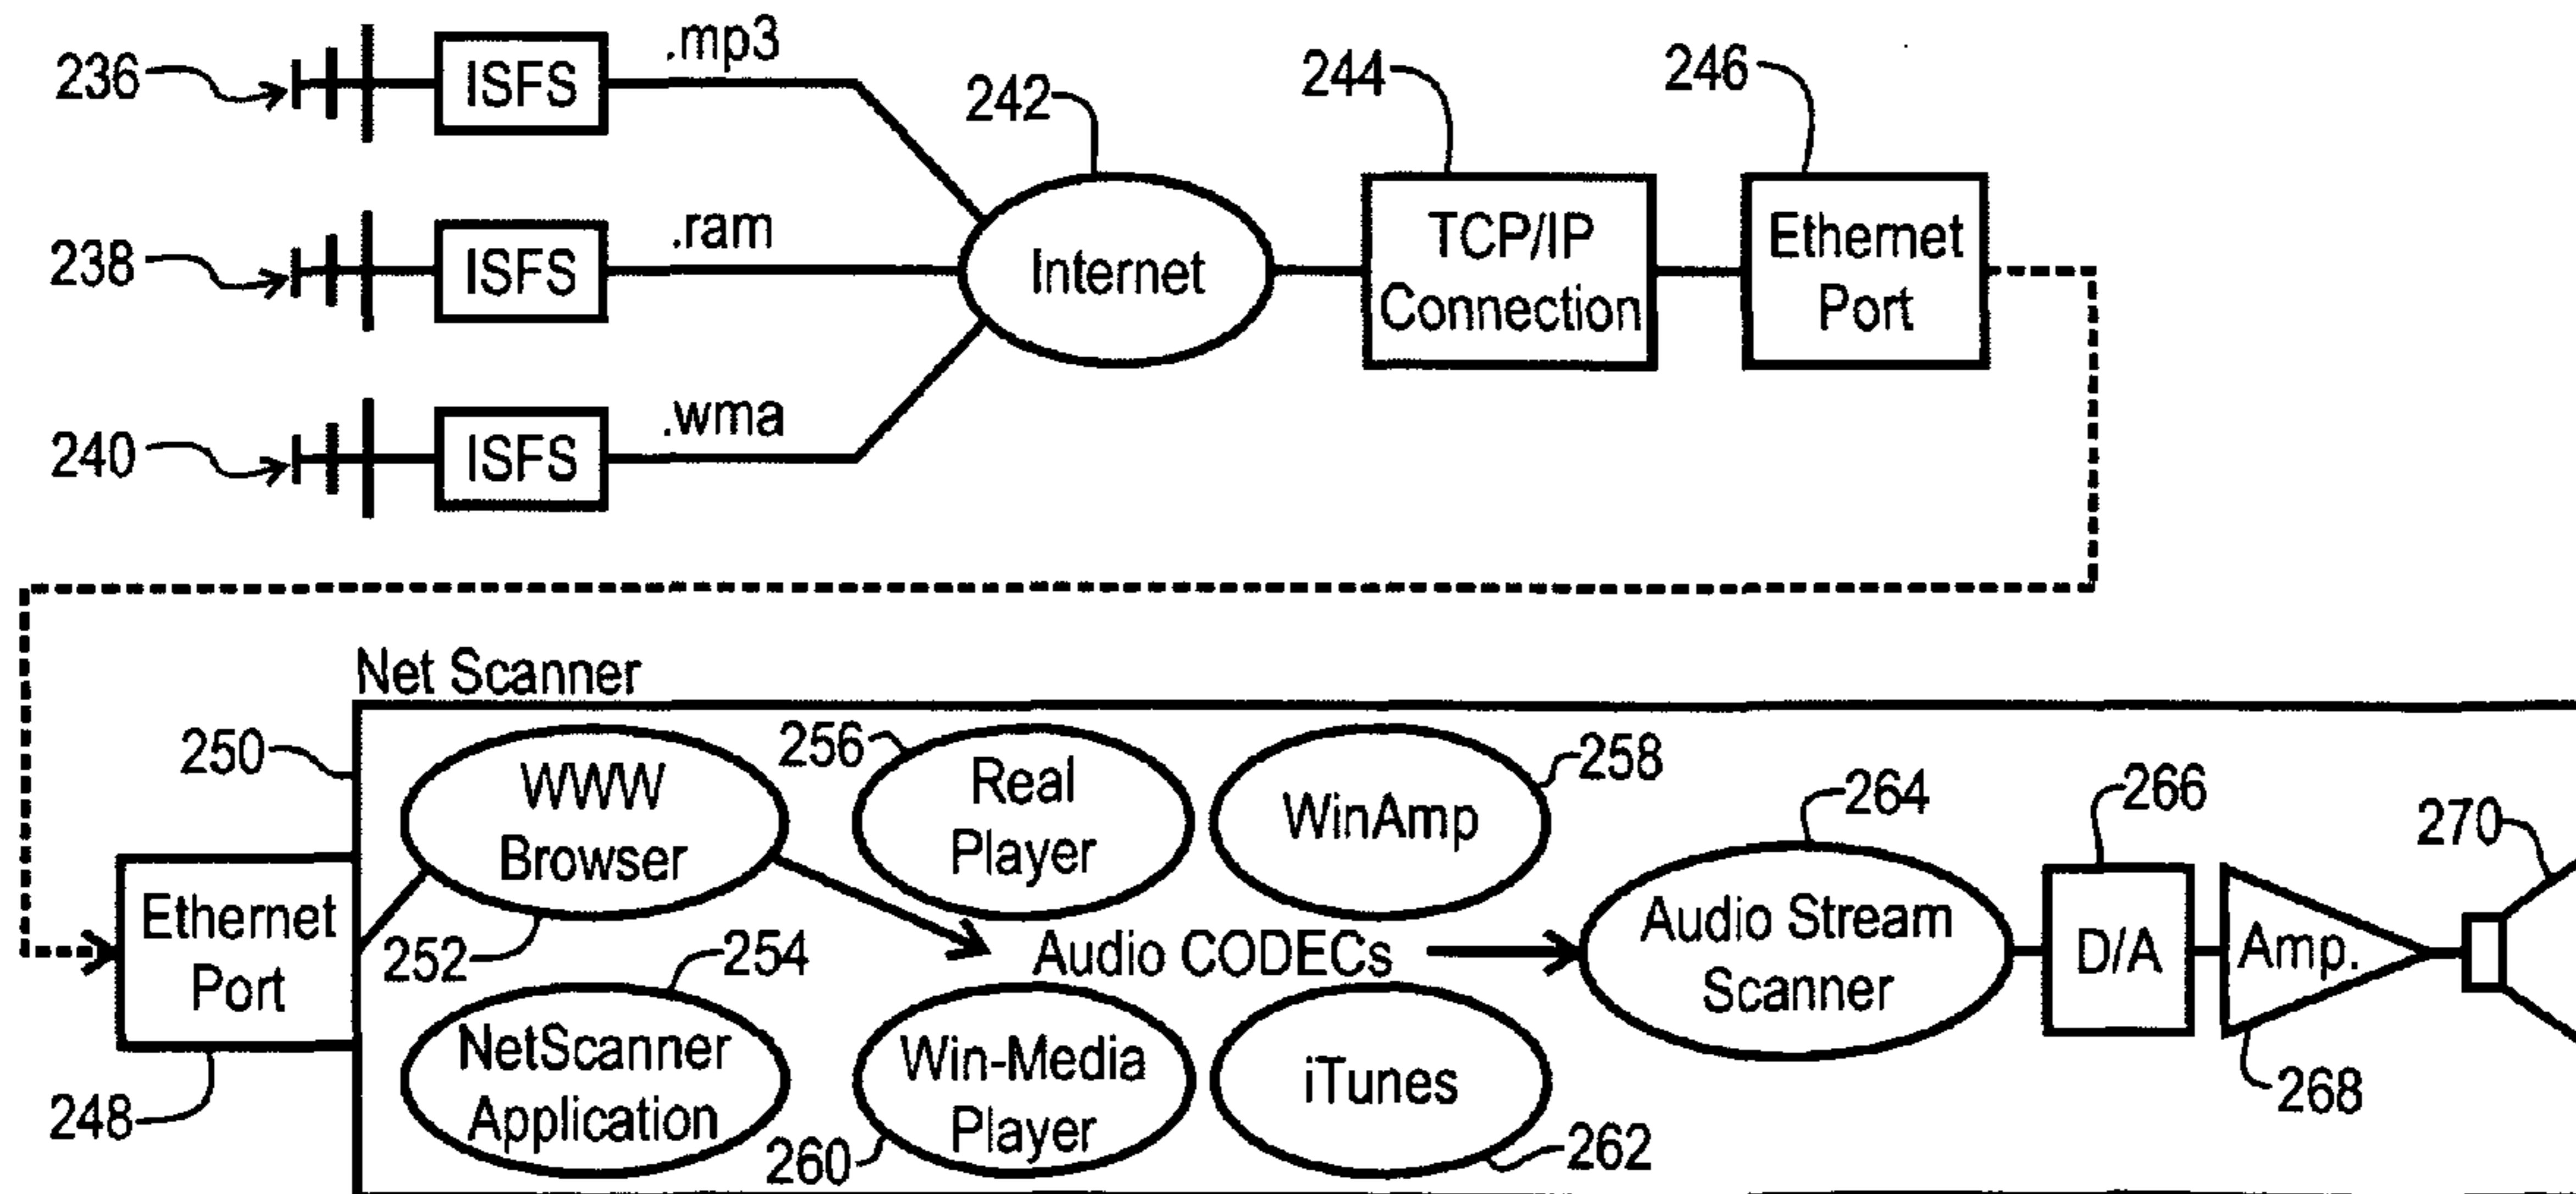 236
ISFS
.mp3
242
244
246
238
ISFS
.ram
Internet
TCP/IP
Connection
Ethernet
Port
240
ISFS
.wma
Net Scanner
250
WWW
Browser
252
256
Real
Player
WinAmp
258
264
266
270
Ethernet
Port
248
Audio CODECs
Audio Stream
Scanner
D/A
Amp.
268
254
NetScanner
Application
260
Win-Media
Player
iTunes
262